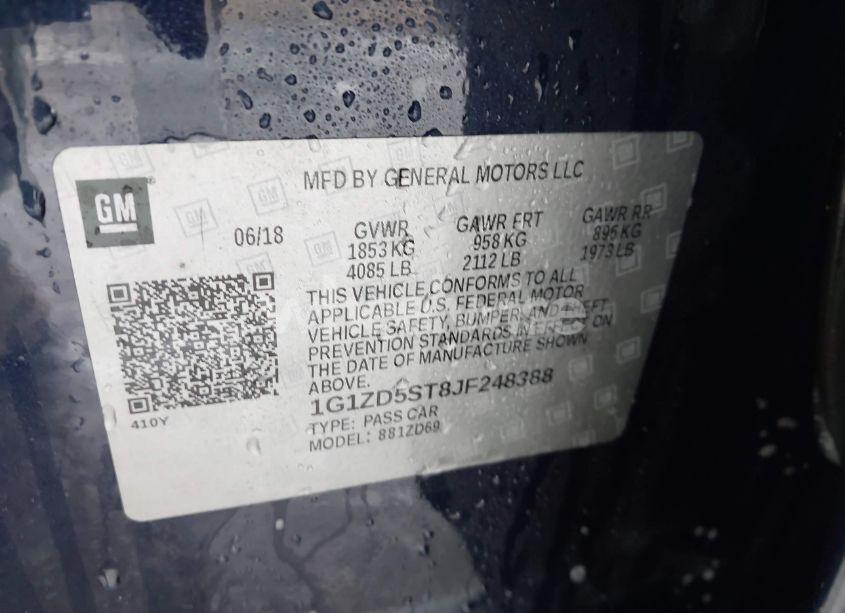 MFD BY GENERAL MOTORS LLC
GM
06/18
GVWR
1853 KG
4085 LB
GAWR FRT
958 KG
2112 LB
GAWR RR
895 KG
1973 LB
THIS VEHICLE CONFORMS TO ALL
APPLICABLE U.S. FEDERAL MOTOR
VEHICLE SAFETY, BUMPER, AND THEFT
PREVENTION STANDARDS IN EFFECT ON
THE DATE OF MANUFACTURE SHOWN
ABOVE.
1G1ZD5ST8JF248388
TYPE: PASS CAR
MODEL: 881ZD69
410Y